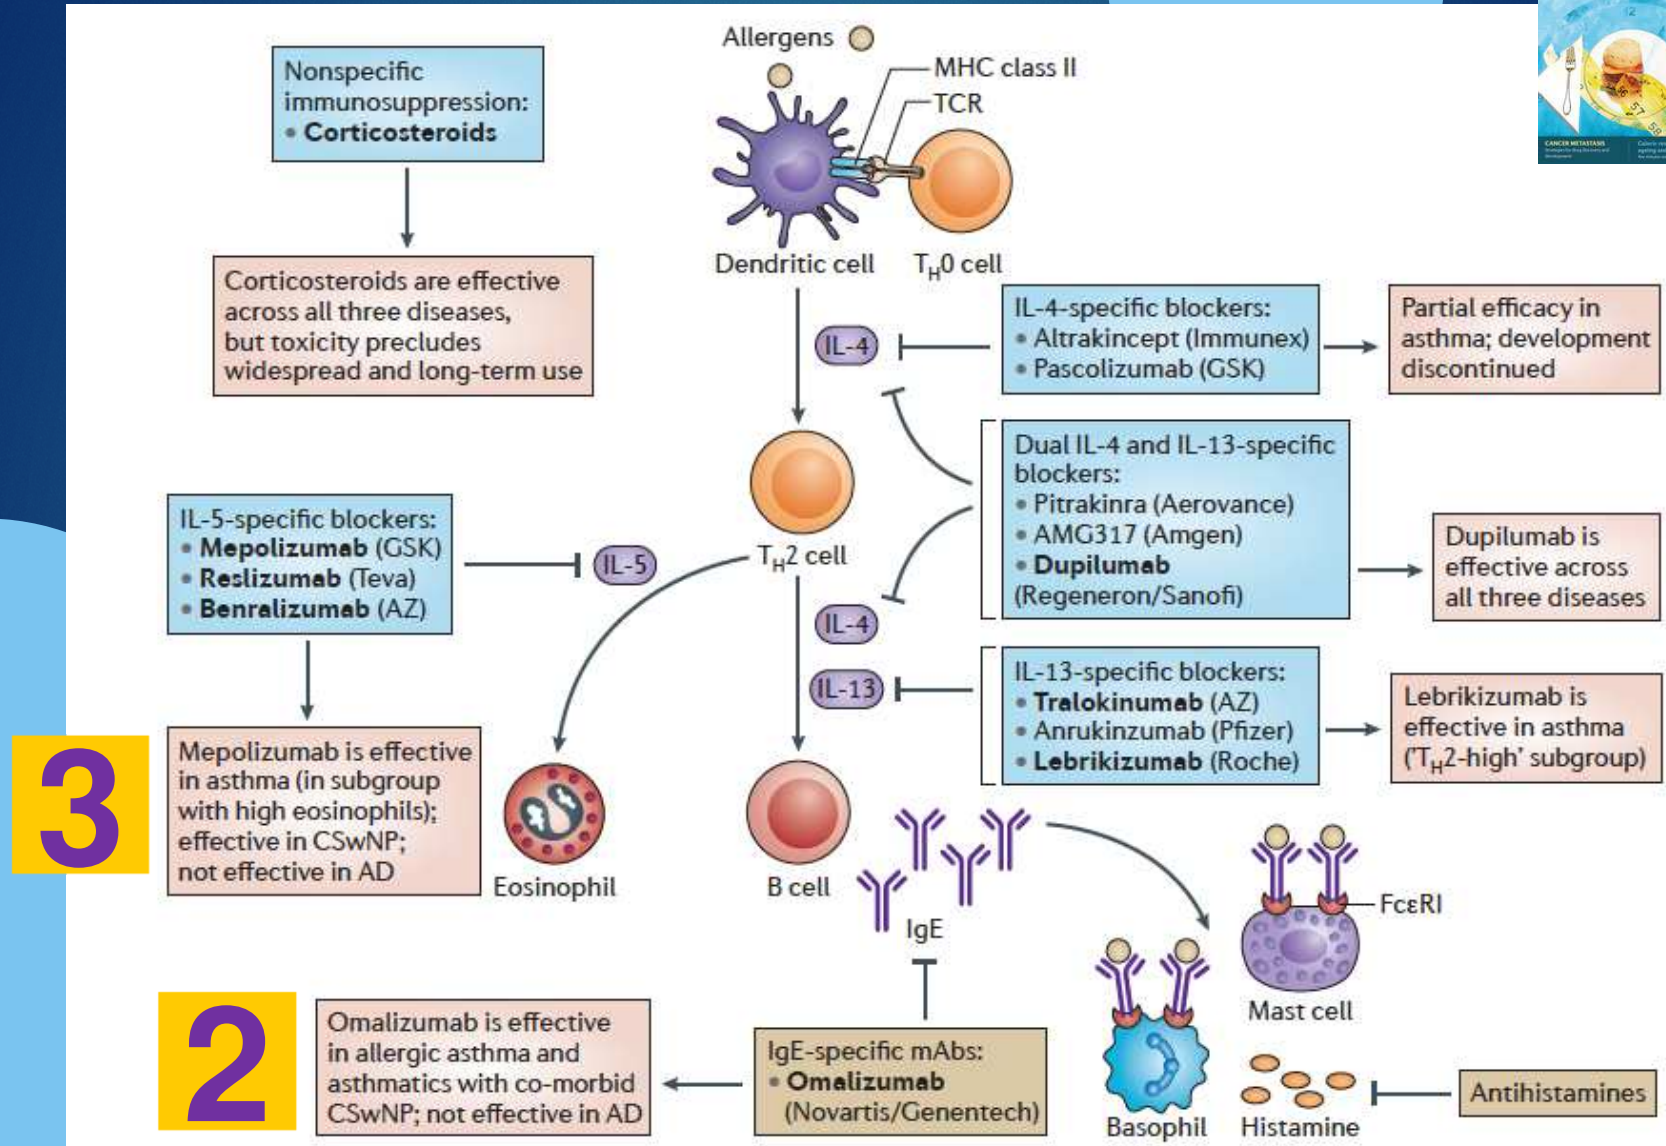 Allergens
MHC class II
TCR
Nonspecific
immunosuppression:
• Corticosteroids
Dendritic cell
TH0 cell
Corticosteroids are effective
across all three diseases,
but toxicity precludes
widespread and long-term use
IL-4
IL-4-specific blockers:
• Altrakincept (Immunex)
• Pascolizumab (GSK)
Partial efficacy in
asthma; development
discontinued
Dual IL-4 and IL-13-specific
blockers:
• Pitrakinra (Aerovance)
• AMG317 (Amgen)
• Dupilumab
(Regeneron/Sanofi)
Dupilumab is
effective across
all three diseases
IL-5-specific blockers:
• Mepolizumab (GSK)
• Reslizumab (Teva)
• Benralizumab (AZ)
IL-5
TH2 cell
IL-4
IL-13
IL-13-specific blockers:
• Tralokinumab (AZ)
• Anrukinzumab (Pfizer)
• Lebrikizumab (Roche)
Lebrikizumab is
effective in asthma
('TH2-high' subgroup)
3
Mepolizumab is effective
in asthma (in subgroup
with high eosinophils);
effective in CSwNP;
not effective in AD
Eosinophil
B cell
IgE
FcεRI
Mast cell
2
Omalizumab is effective
in allergic asthma and
asthmatics with co-morbid
CSwNP; not effective in AD
IgE-specific mAbs:
• Omalizumab
(Novartis/Genentech)
Basophil
Histamine
Antihistamines
CANCER METASTASIS
57
58